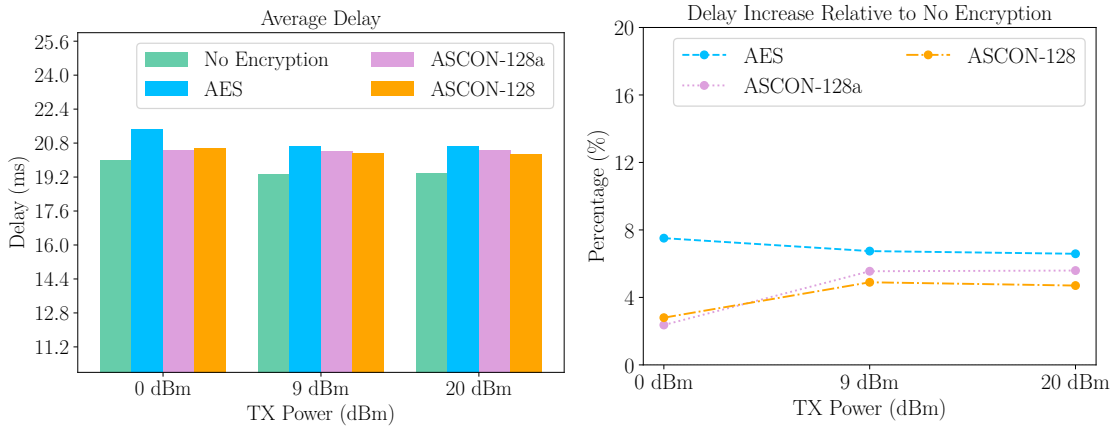 Average Delay
25.6
24.0
22.4
20.8
19.2
17.6
16.0
14.4
12.8
11.2
Delay (ms)
No Encryption
AES
ASCON-128a
ASCON-128
0 dBm
9 dBm
20 dBm
TX Power (dBm)
Delay Increase Relative to No Encryption
20
16
12
8
4
0
Percentage (%)
AES
ASCON-128a
ASCON-128
0 dBm
9 dBm
20 dBm
TX Power (dBm)